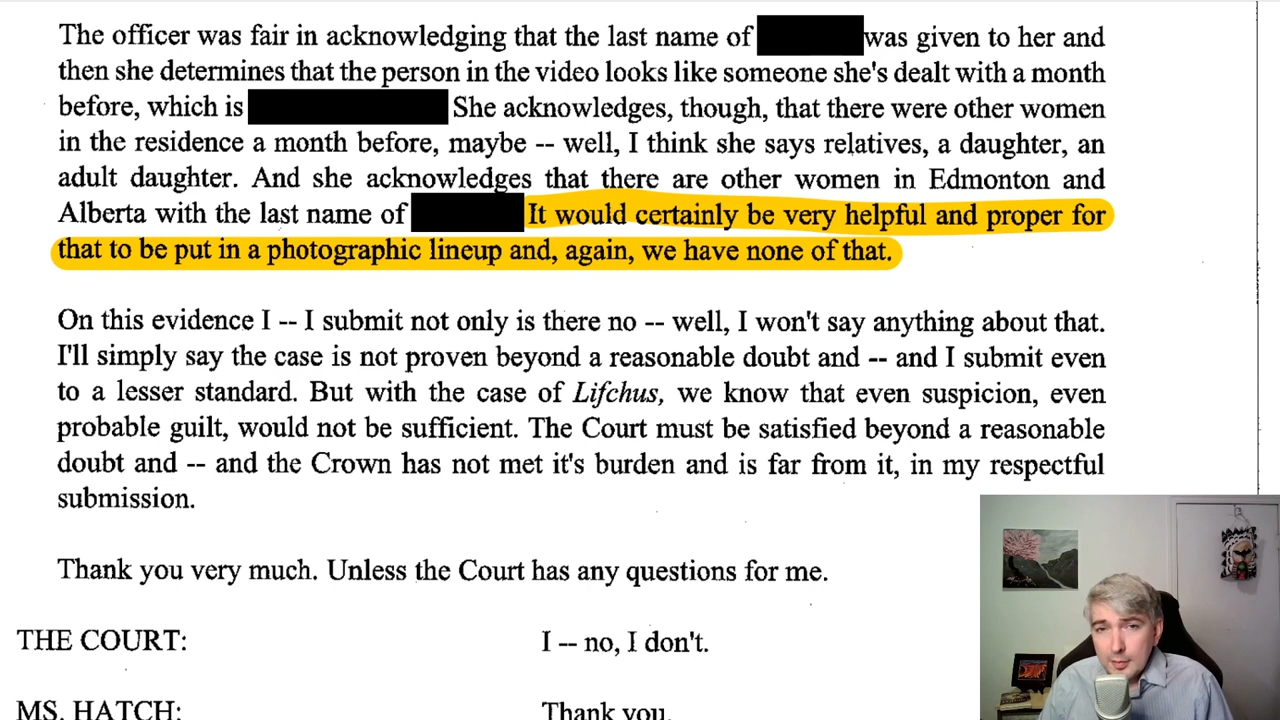 The officer was fair in acknowledging that the last name of was given to her and
then she determines that the person in the video looks like someone she's dealt with a month
before, which is She acknowledges, though, that there were other women
in the residence a month before, maybe -- well, I think she says relatives, a daughter, an
adult daughter. And she acknowledges that there are other women in Edmonton and
Alberta with the last name of It would certainly be very helpful and proper for
that to be put in a photographic lineup and, again, we have none of that.
On this evidence I -- I submit not only is there no -- well, I won't say anything about that.
I'll simply say the case is not proven beyond a reasonable doubt and -- and I submit even
to a lesser standard. But with the case of Lifchus, we know that even suspicion, even
probable guilt, would not be sufficient. The Court must be satisfied beyond a reasonable
doubt and -- and the Crown has not met it's burden and is far from it, in my respectful
submission.
Thank you very much. Unless the Court has any questions for me.
THE COURT: I -- no, I don't.
MS. HATCH: Thank you.